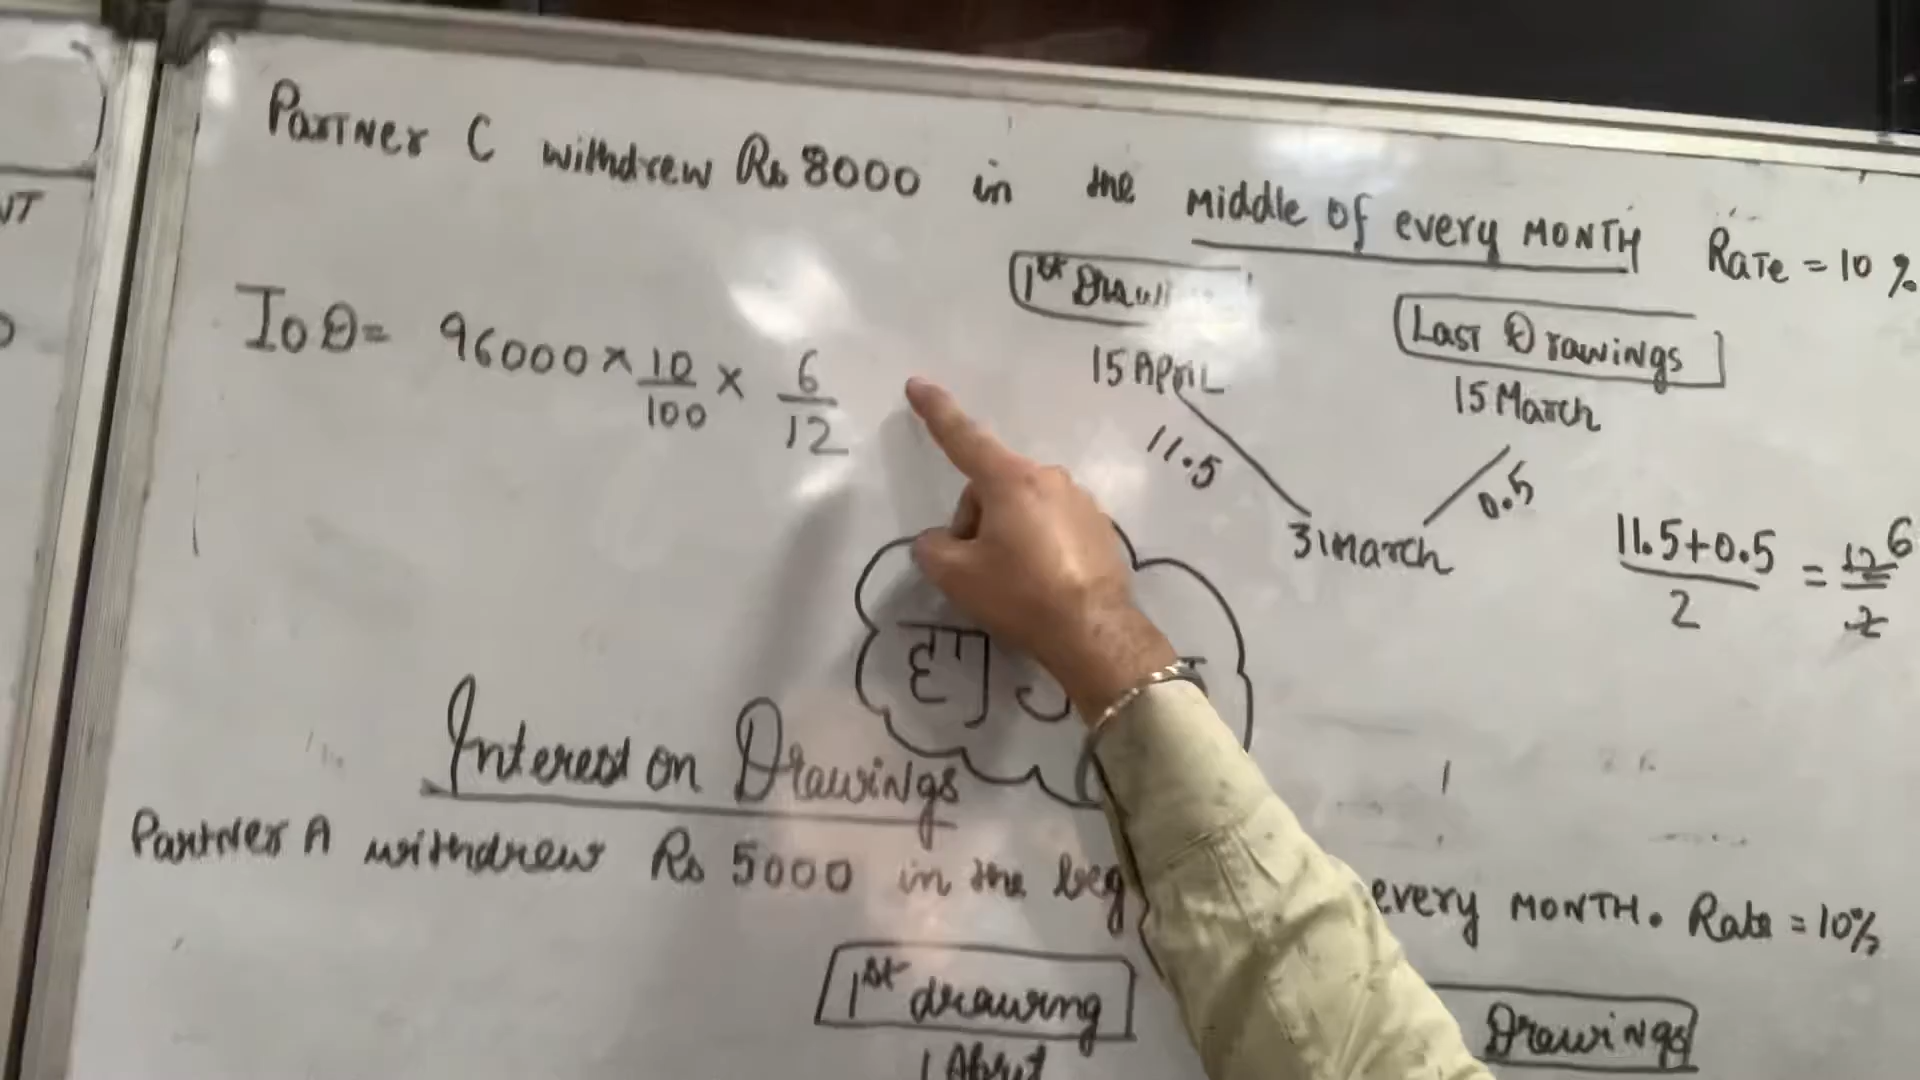 Partner C withdrew Rs 8000 in the middle of every MONTH Rate = 10 %
IOD = 96000 × 10/100 × 6/12
1st
Last Drawings
15 April
15 March
11.5
0.5
31 March
11.5+0.5/2 = 12/2 6
Interest on Drawings
Partner A withdrew Rs 5000 in the every MONTH. Rate = 10%
1st drawing
Drawings